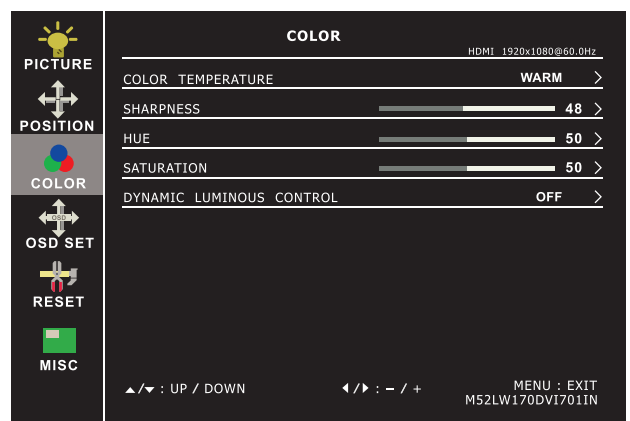 PICTURE
POSITION
COLOR
OSD
OSD SET
RESET
MISC
COLOR
HDMI 1920x1080@60.0Hz
COLOR TEMPERATURE WARM
SHARPNESS 48
HUE 50
SATURATION 50
DYNAMIC LUMINOUS CONTROL OFF
▲/▼ : UP / DOWN ◀/▶ : – / + MENU : EXIT
M52LW170DVI701IN